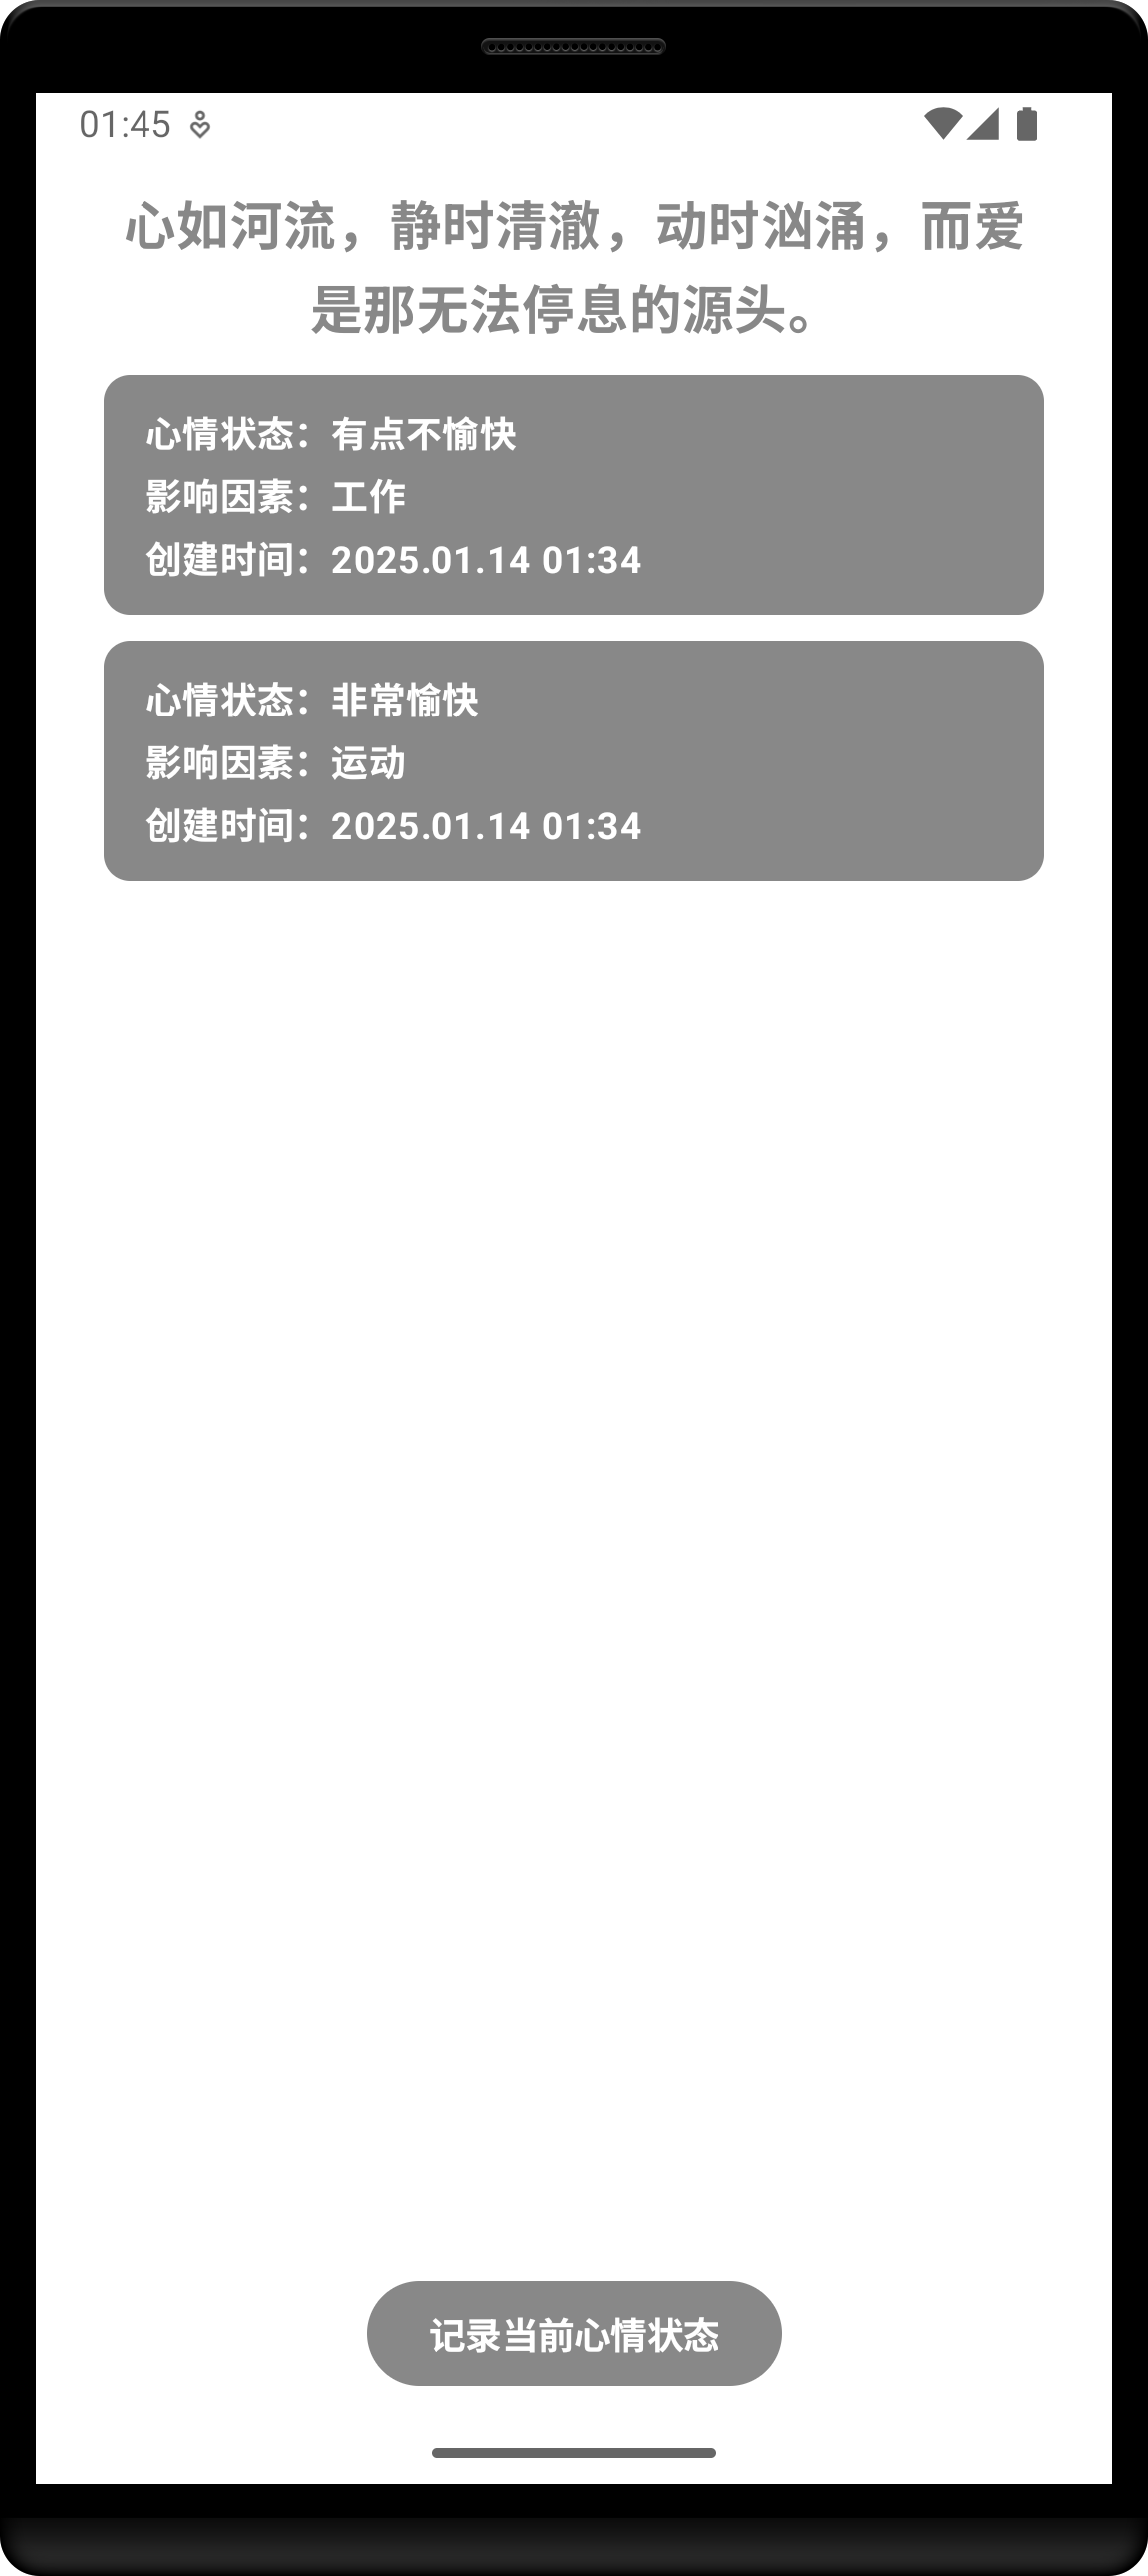 01:45
心如河流，静时清澈，动时汹涌，而爱
是那无法停息的源头。
心情状态：有点不愉快
影响因素：工作
创建时间：2025.01.14 01:34
心情状态：非常愉快
影响因素：运动
创建时间：2025.01.14 01:34
记录当前心情状态